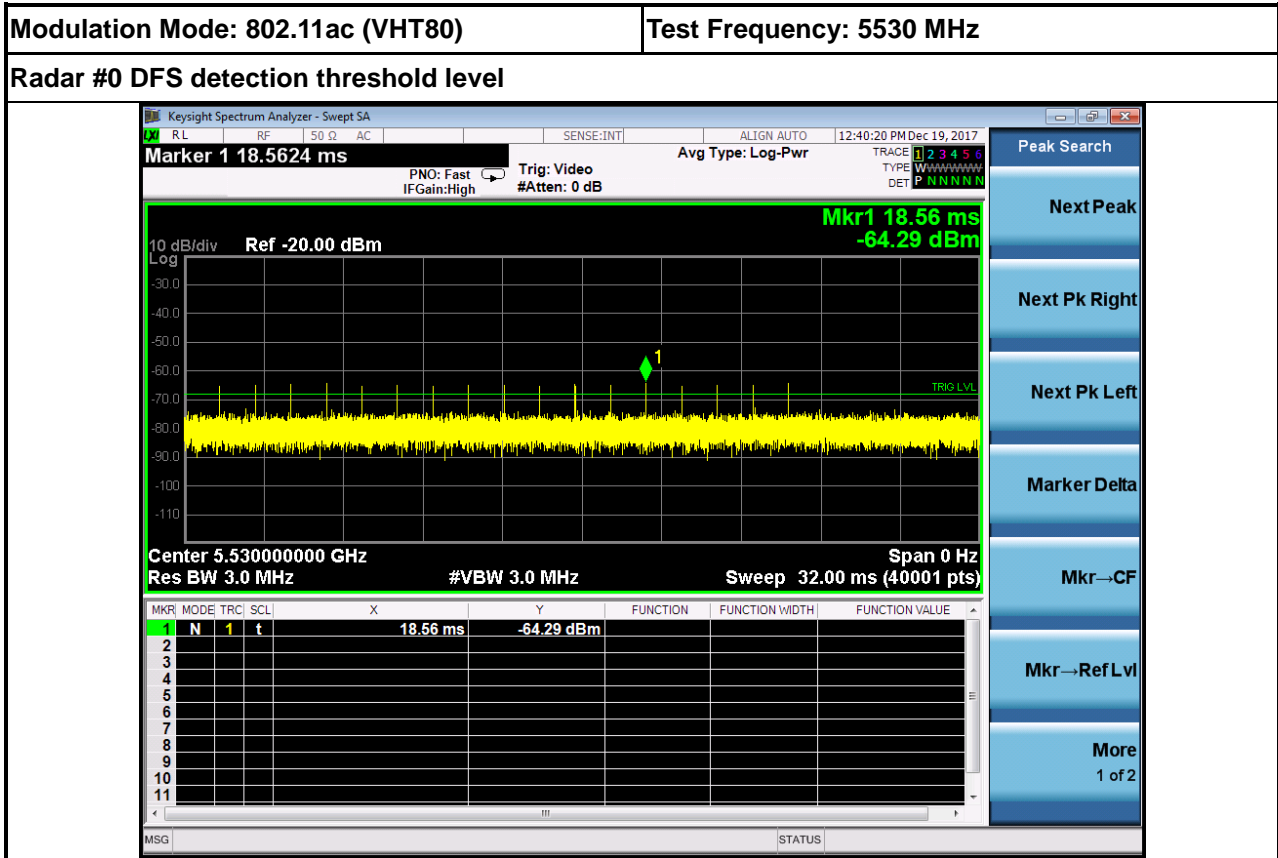 Modulation Mode: 802.11ac (VHT80) Test Frequency: 5530 MHz
Radar #0 DFS detection threshold level
Keysight Spectrum Analyzer - Swept SA
LXI RL RF 50 Ω AC SENSE:INT ALIGN AUTO 12:40:20 PM Dec 19, 2017
Marker 1 18.5624 ms
PNO: Fast
IFGain:High
Trig: Video
#Atten: 0 dB
Avg Type: Log-Pwr
TRACE 1 2 3 4 5 6
TYPE WWWWWW
DET P N N N N N
Mkr1 18.56 ms
-64.29 dBm
10 dB/div Ref -20.00 dBm
Log
-30.0
-40.0
-50.0
-60.0
-70.0
-80.0
-90.0
-100
-110
1
TRIG LVL
Center 5.530000000 GHz Span 0 Hz
Res BW 3.0 MHz #VBW 3.0 MHz Sweep 32.00 ms (40001 pts)
MKR MODE TRC SCL X Y FUNCTION FUNCTION WIDTH FUNCTION VALUE
1 N 1 t 18.56 ms -64.29 dBm
2
3
4
5
6
7
8
9
10
11
MSG STATUS
Peak Search
Next Peak
Next Pk Right
Next Pk Left
Marker Delta
Mkr→CF
Mkr→Ref Lvl
More
1 of 2